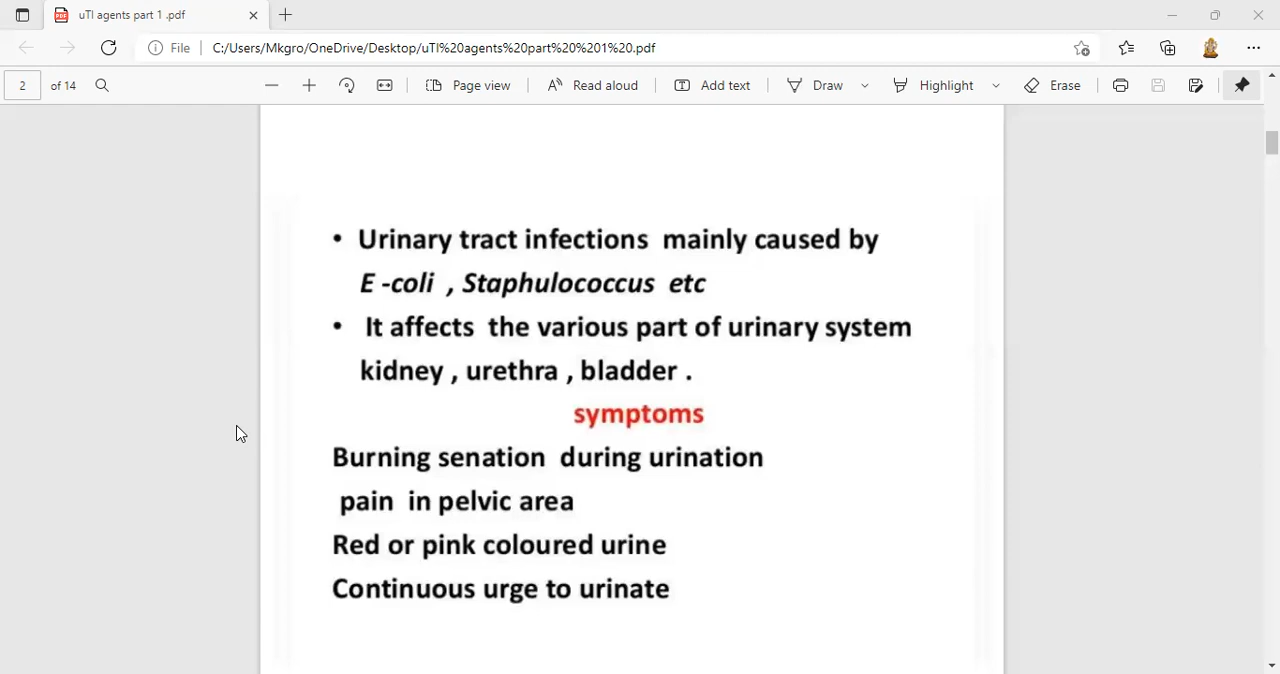 uTI agents part 1 .pdf
File C:/Users/Mkgro/OneDrive/Desktop/uTI%20agents%20part%20%201%20.pdf
2 of 14 Page view Read aloud Add text Draw Highlight Erase
• Urinary tract infections mainly caused by
E -coli , Staphulococcus etc
• It affects the various part of urinary system
kidney , urethra , bladder .
symptoms
Burning senation during urination
pain in pelvic area
Red or pink coloured urine
Continuous urge to urinate